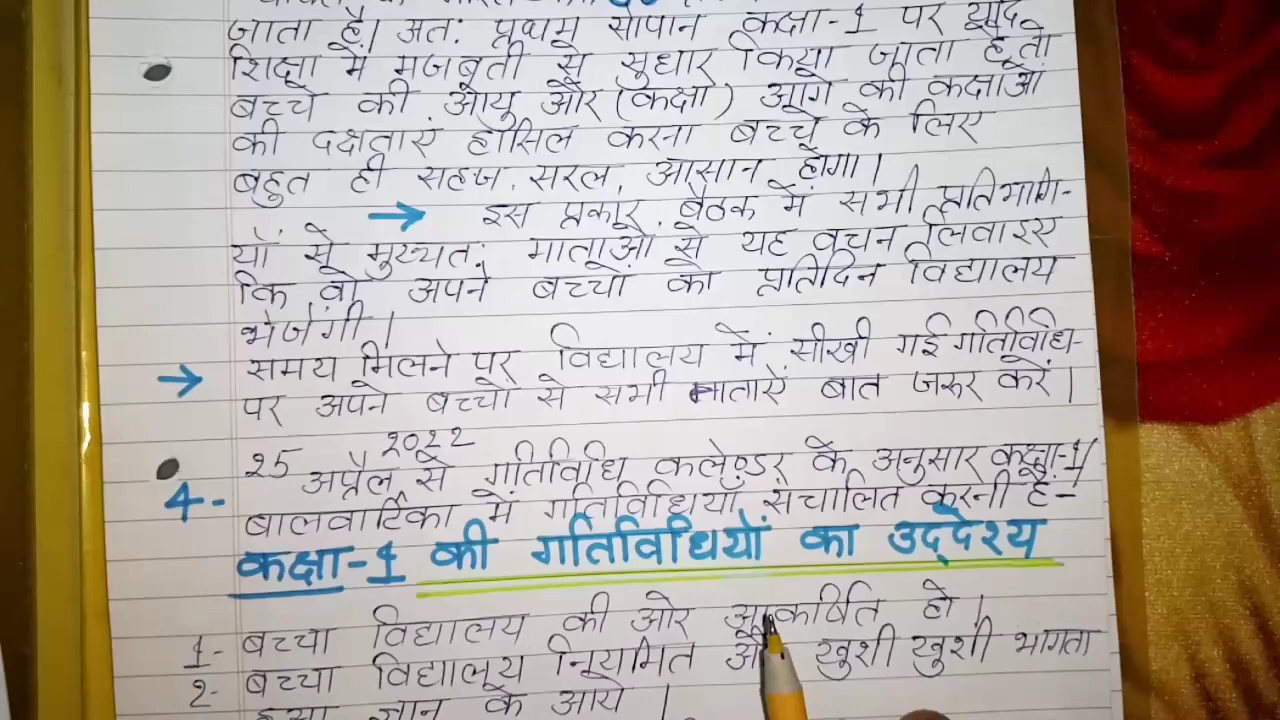 जाता है। अत: प्रथम सोपान कक्षा-1 पर यदि
शिक्षा में मजबूती से सुधार किया जाता है तो
बच्चे की आयु और (कक्षा) आगे की कक्षाओं
की दक्षताएं हासिल करना बच्चे के लिए
बहुत ही सहज, सरल, आसान होगा।
→ इस प्रकार, बैठक में सभी प्रतिभागि-
यों से मुख्यत: माताओं से यह वचन लिवाइए
कि वो अपने बच्चों को प्रतिदिन विद्यालय
भेजेंगी।
→ समय मिलने पर विद्यालय में सीखी गई गतिविधि-
पर अपने बच्चों से सभी माताऐं बात जरूर करें।
25 अप्रैल २०२२ से गतिविधि कलेण्डर के अनुसार कक्षा-1/
4- बालवाटिका में गतिविधियाँ संचालित करनी हैं-
कक्षा-1 की गतिविधियों का उद्देश्य
1- बच्चा विद्यालय की ओर आकर्षित हो।
2- बच्चा विद्यालय नियमित और खुशी खुशी भागता
हुआ जान के आये।